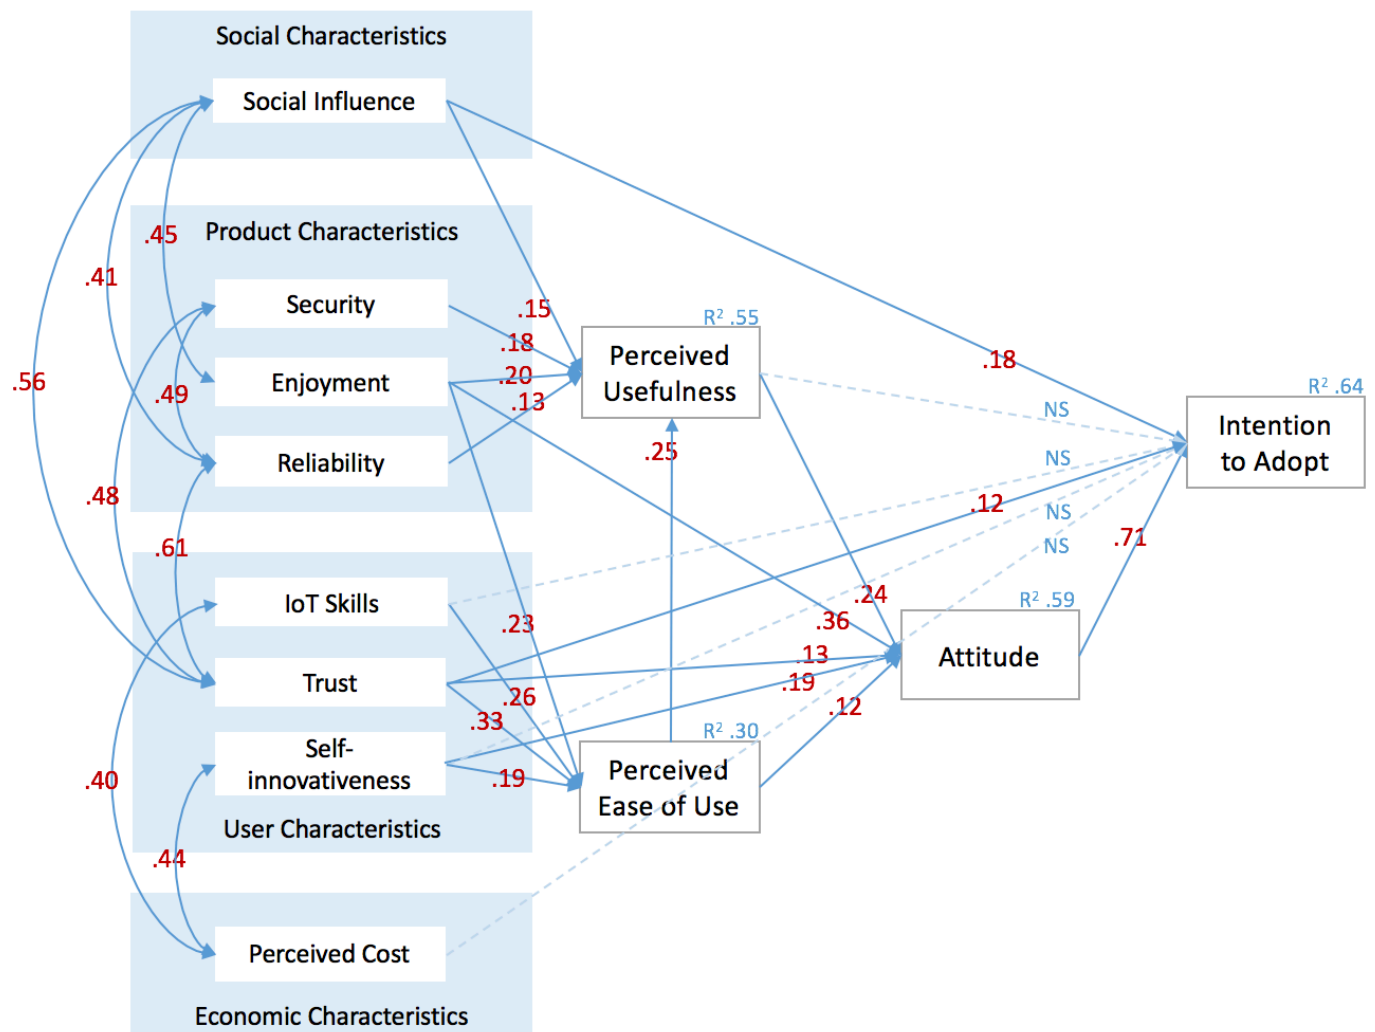 Social Characteristics
Social Influence
.45
Product Characteristics
.41
Security
.15
R² .55
.18
Perceived
Usefulness
.18
.56
Enjoyment
.20
.49
.13
R² .64
NS
Intention
to Adopt
Reliability
.25
NS
.48
.12
NS
.61
NS
.71
IoT Skills
.24
R² .59
.23
.36
Trust
.13
Attitude
.19
.26
.12
.33
R² .30
Self-
innovativeness
.19
Perceived
Ease of Use
.40
User Characteristics
.44
Perceived Cost
Economic Characteristics